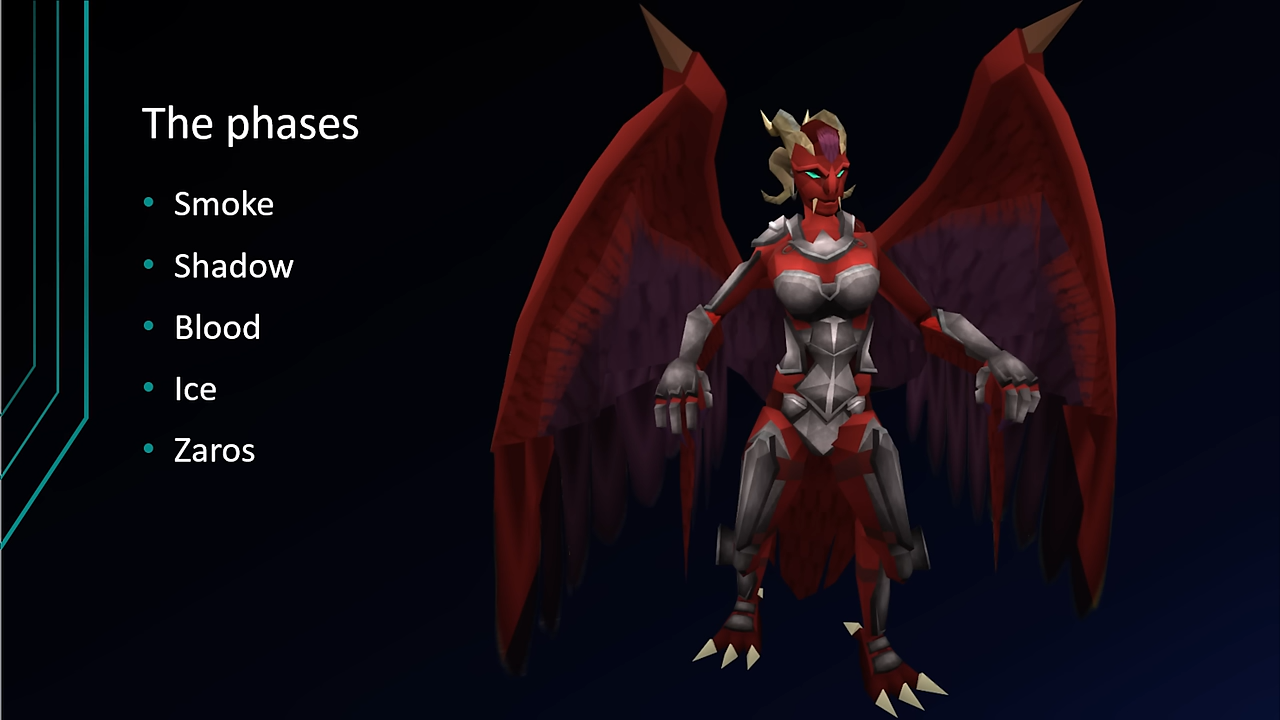 The phases
Smoke
Shadow
Blood
Ice
Zaros